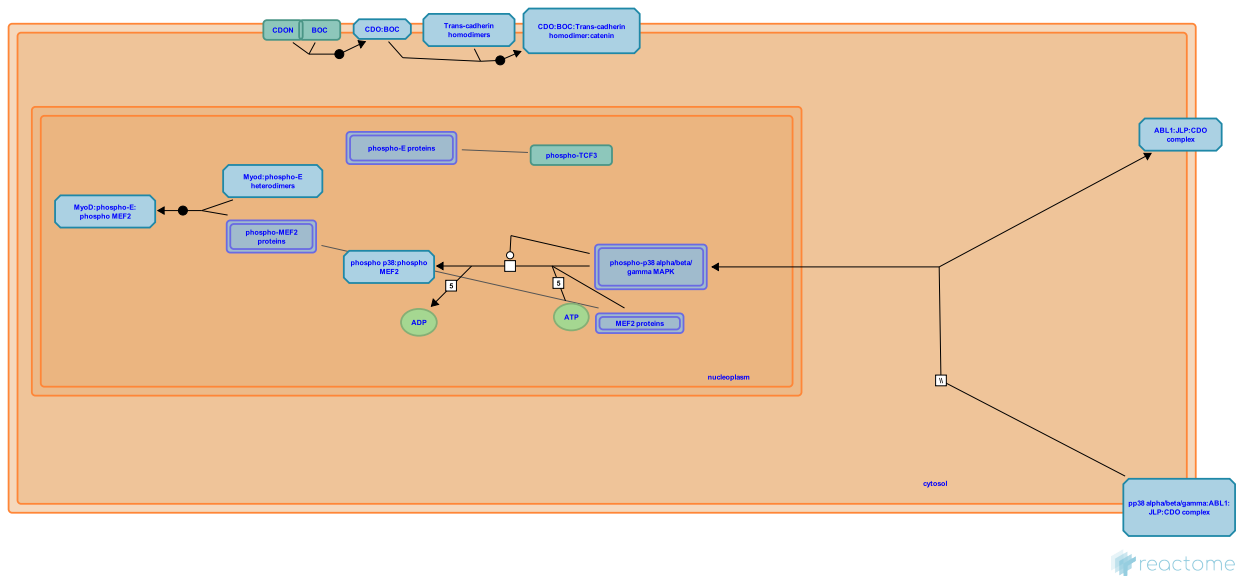 CDON
BOC
CDO:BOC
Trans-cadherin
homodimers
CDO:BOC:Trans-cadherin
homodimer:catenin
ABL1:JLP:CDO
complex
phospho-E proteins
phospho-TCF3
Myod:phospho-E
heterodimers
MyoD:phospho-E:
phospho MEF2
phospho-MEF2
proteins
phospho p38:phospho
MEF2
phospho-p38 alpha/beta/
gamma MAPK
5
5
ADP
ATP
MEF2 proteins
nucleoplasm
\\
cytosol
pp38 alpha/beta/gamma:ABL1:
JLP:CDO complex
reactome